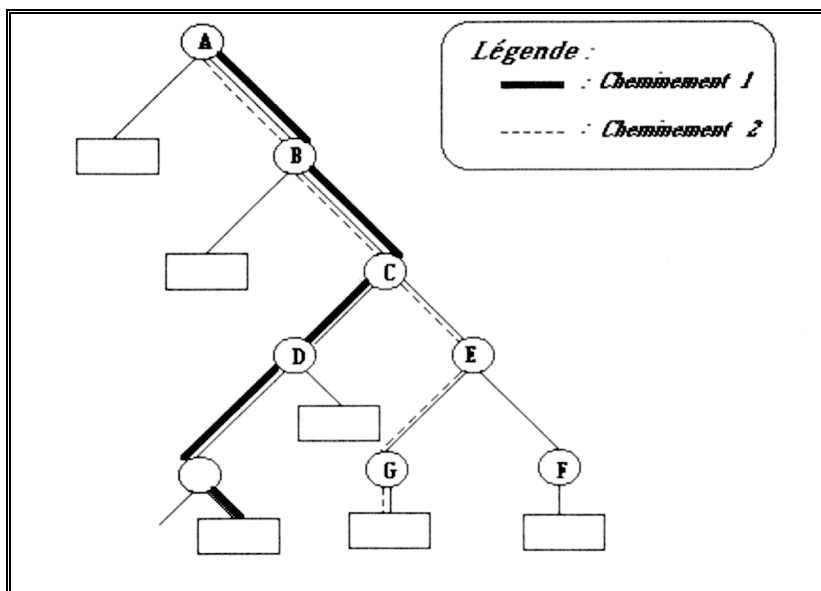 A
Légende :
: Cheminement 1
: Cheminement 2
B
C
D
E
G
F